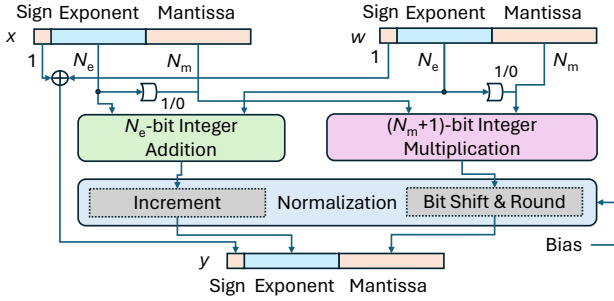 Sign Exponent Mantissa Sign Exponent Mantissa
x w
1 Ne Nm 1 Ne Nm
1/0 1/0
Ne-bit Integer
Addition
(Nm+1)-bit Integer
Multiplication
Increment Normalization Bit Shift & Round
Bias
y
Sign Exponent Mantissa